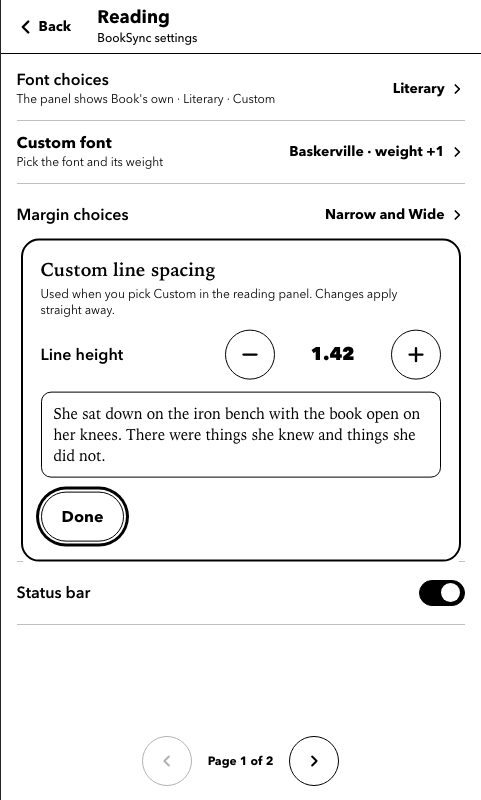 Back
Reading
BookSync settings
Font choices
The panel shows Book's own · Literary · Custom
Literary
Custom font
Pick the font and its weight
Baskerville · weight +1
Margin choices
Narrow and Wide
Custom line spacing
Used when you pick Custom in the reading panel. Changes apply
straight away.
Line height
1.42
She sat down on the iron bench with the book open on
her knees. There were things she knew and things she
did not.
Done
Status bar
Page 1 of 2